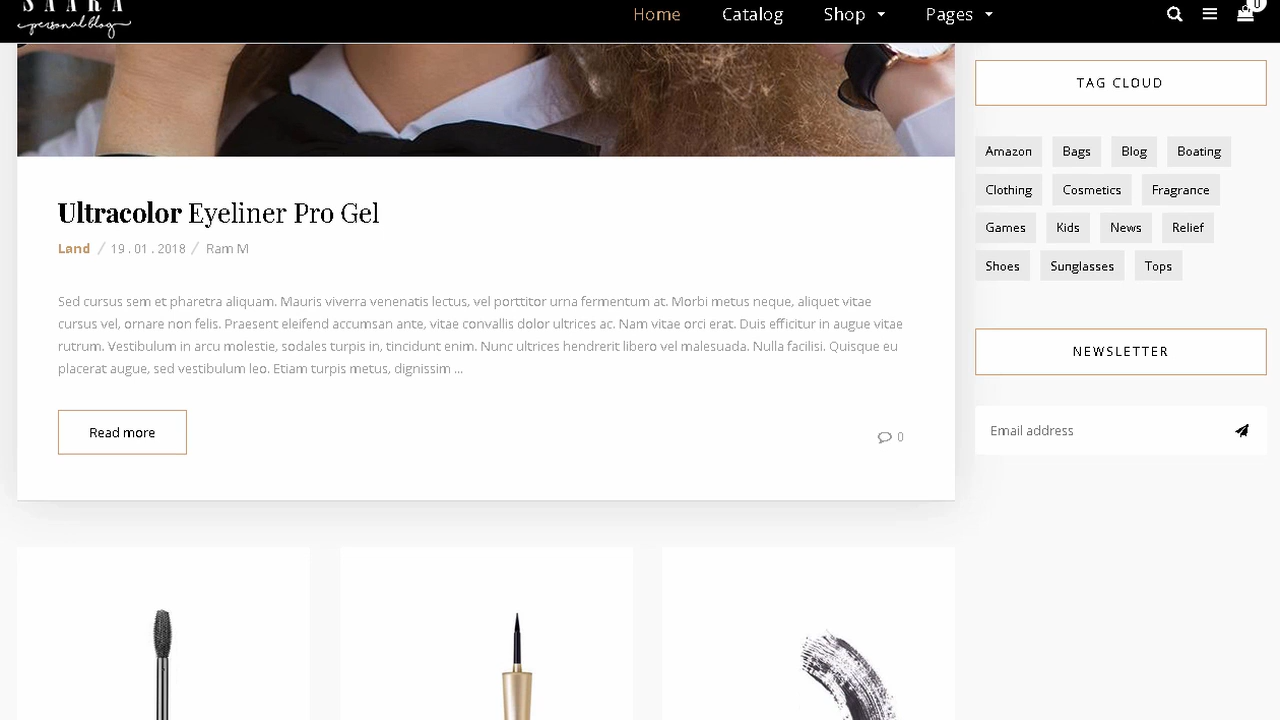 SAARA
personal blog
Home Catalog Shop Pages
0
TAG CLOUD
Amazon Bags Blog Boating
Clothing Cosmetics Fragrance
Games Kids News Relief
Shoes Sunglasses Tops
Ultracolor Eyeliner Pro Gel
Land / 19 . 01 . 2018 / Ram M
Sed cursus sem et pharetra aliquam. Mauris viverra venenatis lectus, vel porttitor urna fermentum at. Morbi metus neque, aliquet vitae
cursus vel, ornare non felis. Praesent eleifend accumsan ante, vitae convallis dolor ultrices ac. Nam vitae orci erat. Duis efficitur in augue vitae
rutrum. Vestibulum in arcu molestie, sodales turpis in, tincidunt enim. Nunc ultrices hendrerit libero vel malesuada. Nulla facilisi. Quisque eu
placerat augue, sed vestibulum leo. Etiam turpis metus, dignissim ...
Read more
0
NEWSLETTER
Email address